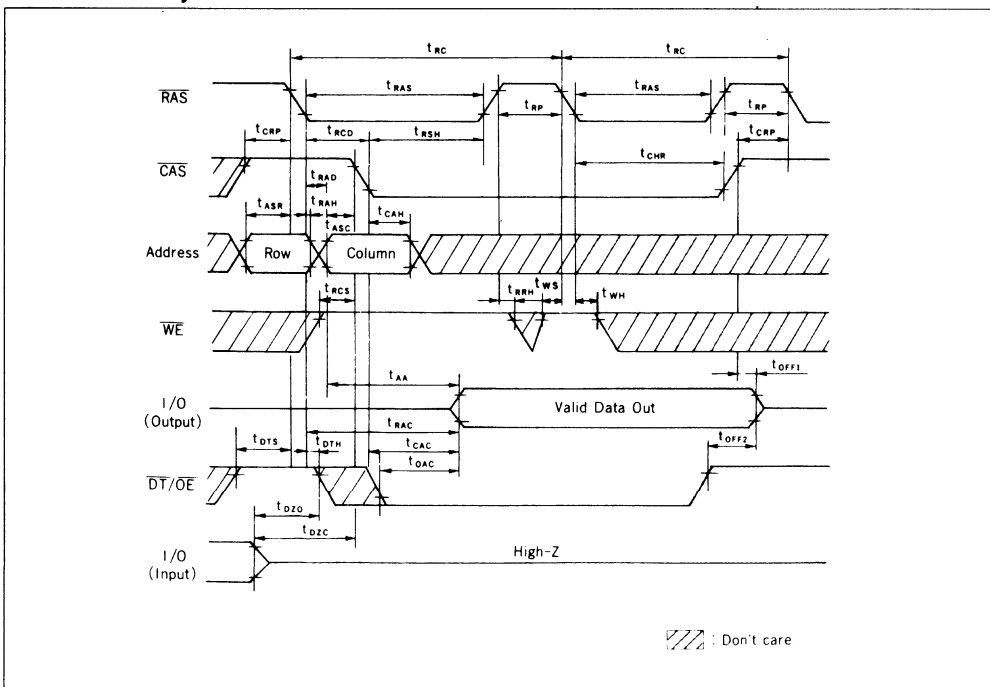 tRC tRC
RAS tRAS tRP tRAS tRP
tCRP tRCD tRSH tCRP
CAS tRAD tCHR
tASR tRAH tASC tCAH
Address Row Column
tRCS tRRH tWS tWH
WE
tAA tOFF1
I/O (Output) Valid Data Out
tRAC
tDTS tDTH tCAC tOFF2
tOAC
DT/OE
tDZO
tDZC
I/O (Input) High-Z
: Don't care